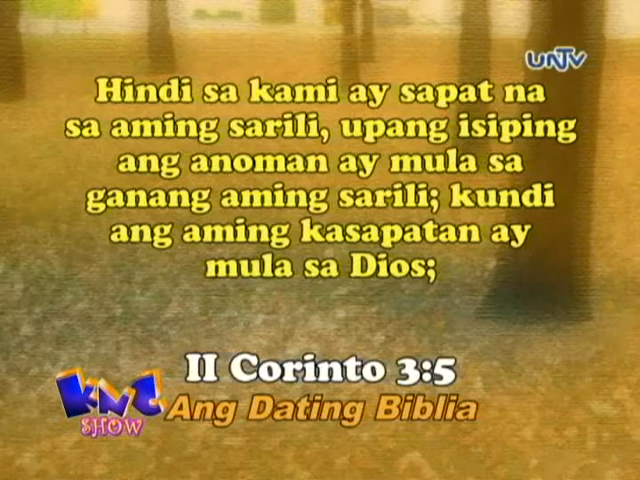 UNTV
Hindi sa kami ay sapat na
sa aming sarili, upang isiping
ang anoman ay mula sa
ganang aming sarili; kundi
ang aming kasapatan ay
mula sa Dios;
II Corinto 3:5
Ang Dating Biblia
KNC
SHOW